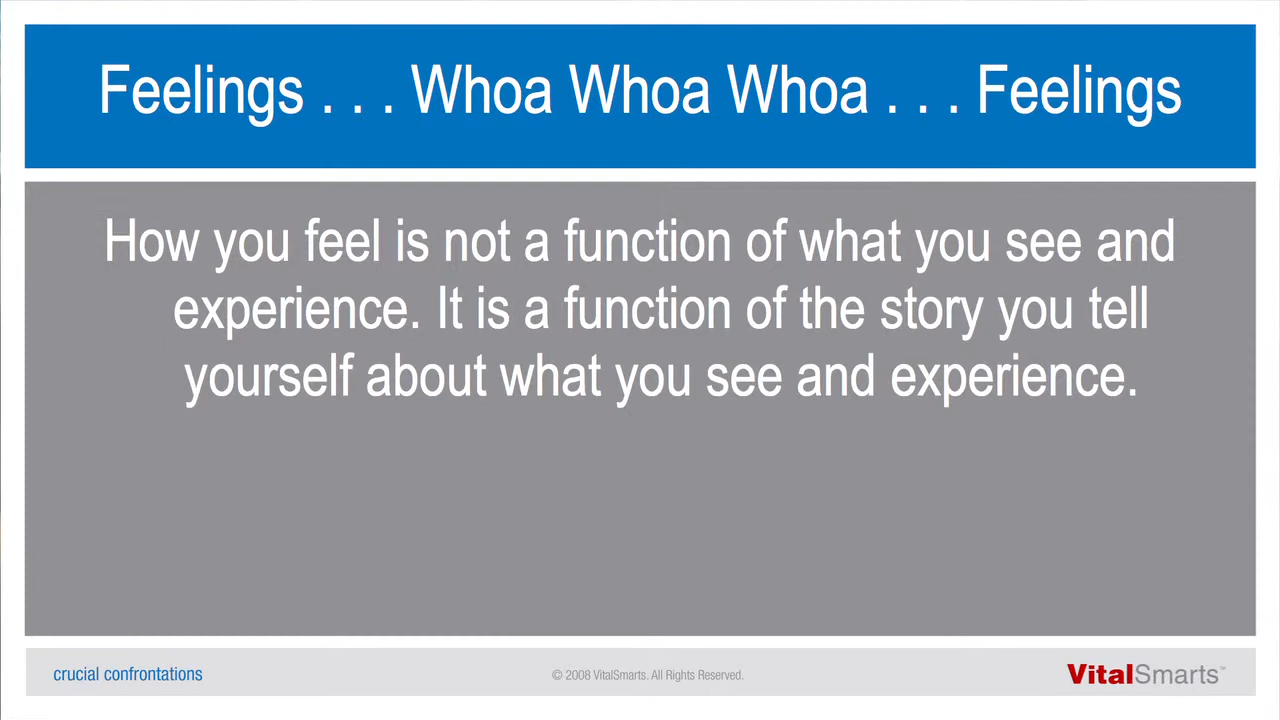 Feelings . . . Whoa Whoa Whoa . . . Feelings
How you feel is not a function of what you see and
experience. It is a function of the story you tell
yourself about what you see and experience.
crucial confrontations
© 2008 VitalSmarts. All Rights Reserved.
VitalSmarts™